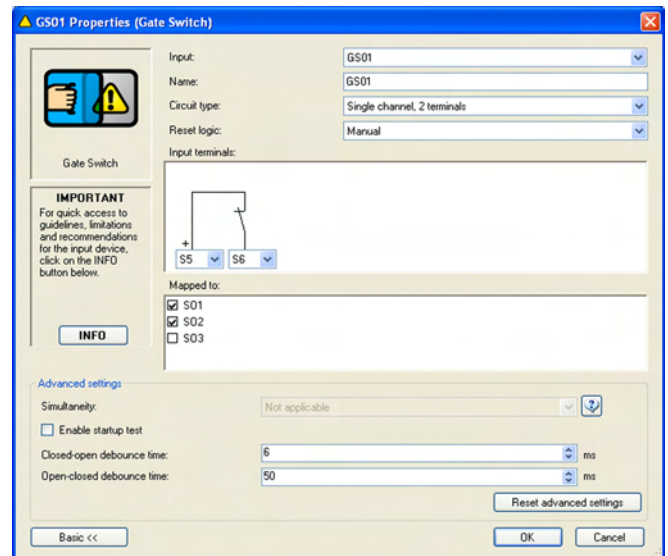 GS01 Properties (Gate Switch)
Gate Switch
IMPORTANT
For quick access to
guidelines, limitations
and recommendations
for the input device,
click on the INFO
button below.
INFO
Input: GS01
Name: GS01
Circuit type: Single channel, 2 terminals
Reset logic: Manual
Input terminals:
+
S5 S6
Mapped to:
SO1
SO2
SO3
Advanced settings
Simultaneity: Not applicable ?
Enable startup test
Closed-open debounce time: 6 ms
Open-closed debounce time: 50 ms
Reset advanced settings
Basic << OK Cancel